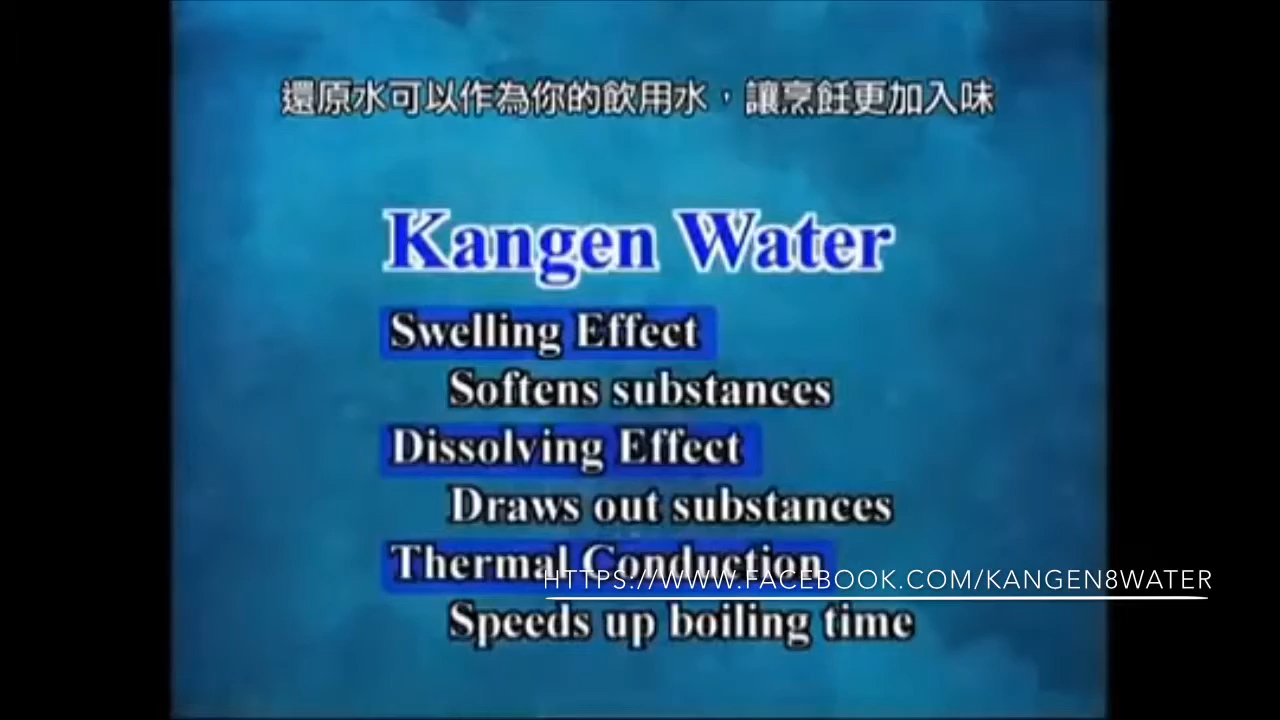 還原水可以作為你的飲用水，讓烹飪更加入味
Kangen Water
Swelling Effect
Softens substances
Dissolving Effect
Draws out substances
Thermal Conduction
HTTPS://WWW.FACEBOOK.COM/KANGEN8WATER
Speeds up boiling time